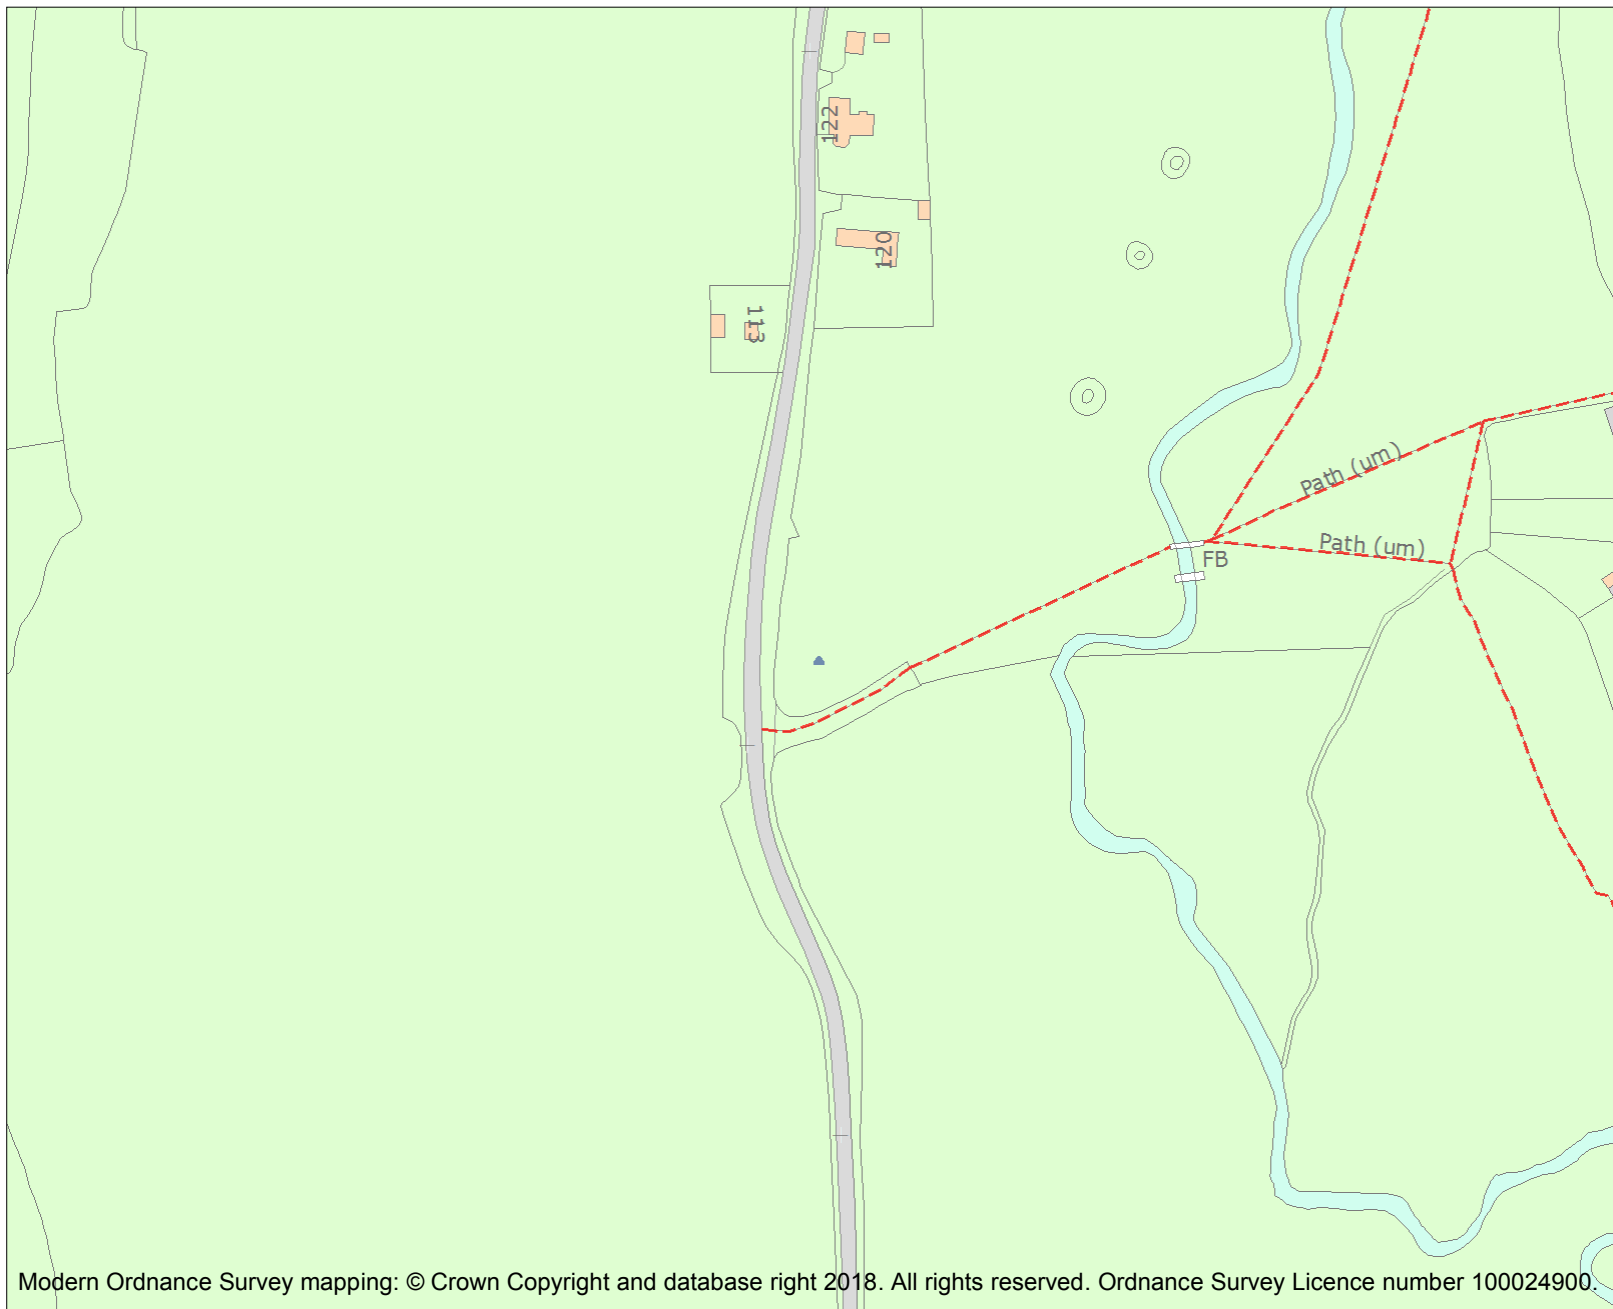 122
120
113
Path (um)
Path (um)
FB
Modern Ordnance Survey mapping: © Crown Copyright and database right 2018. All rights reserved. Ordnance Survey Licence number 100024900.